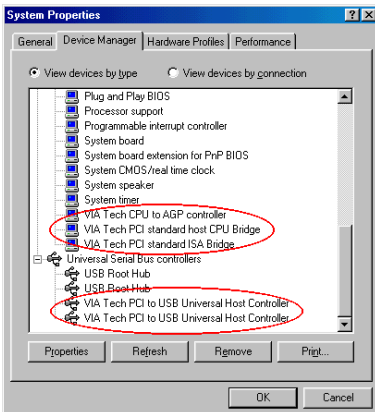 System Properties
General Device Manager Hardware Profiles Performance
View devices by type View devices by connection
Plug and Play BIOS
Processor support
Programmable interrupt controller
System board
System board extension for PnP BIOS
System CMOS/real time clock
System speaker
System timer
VIA Tech CPU to AGP controller
VIA Tech PCI standard host CPU Bridge
VIA Tech PCI standard ISA Bridge
Universal Serial Bus controllers
USB Root Hub
USB Root Hub
VIA Tech PCI to USB Universal Host Controller
VIA Tech PCI to USB Universal Host Controller
Properties Refresh Remove Print...
OK Cancel